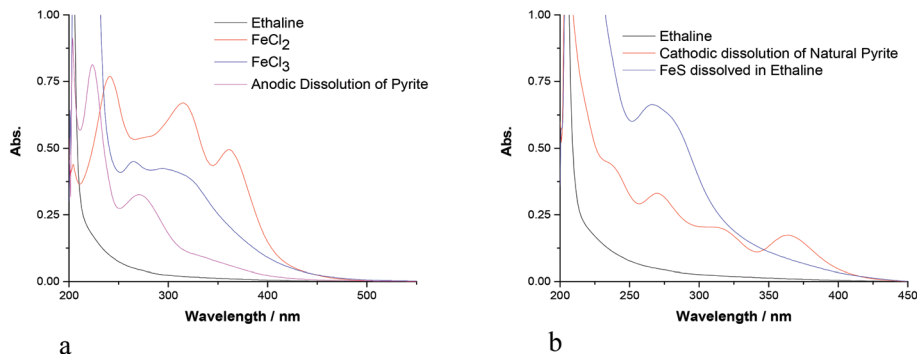 Ethaline
FeCl2
FeCl3
Anodic Dissolution of Pyrite
1.00
0.75
0.50
0.25
0.00
Abs.
200
300
400
500
Wavelength / nm
a
Ethaline
Cathodic dissolution of Natural Pyrite
FeS dissolved in Ethaline
1.00
0.75
0.50
0.25
0.00
Abs.
200
250
300
350
400
450
Wavelength / nm
b